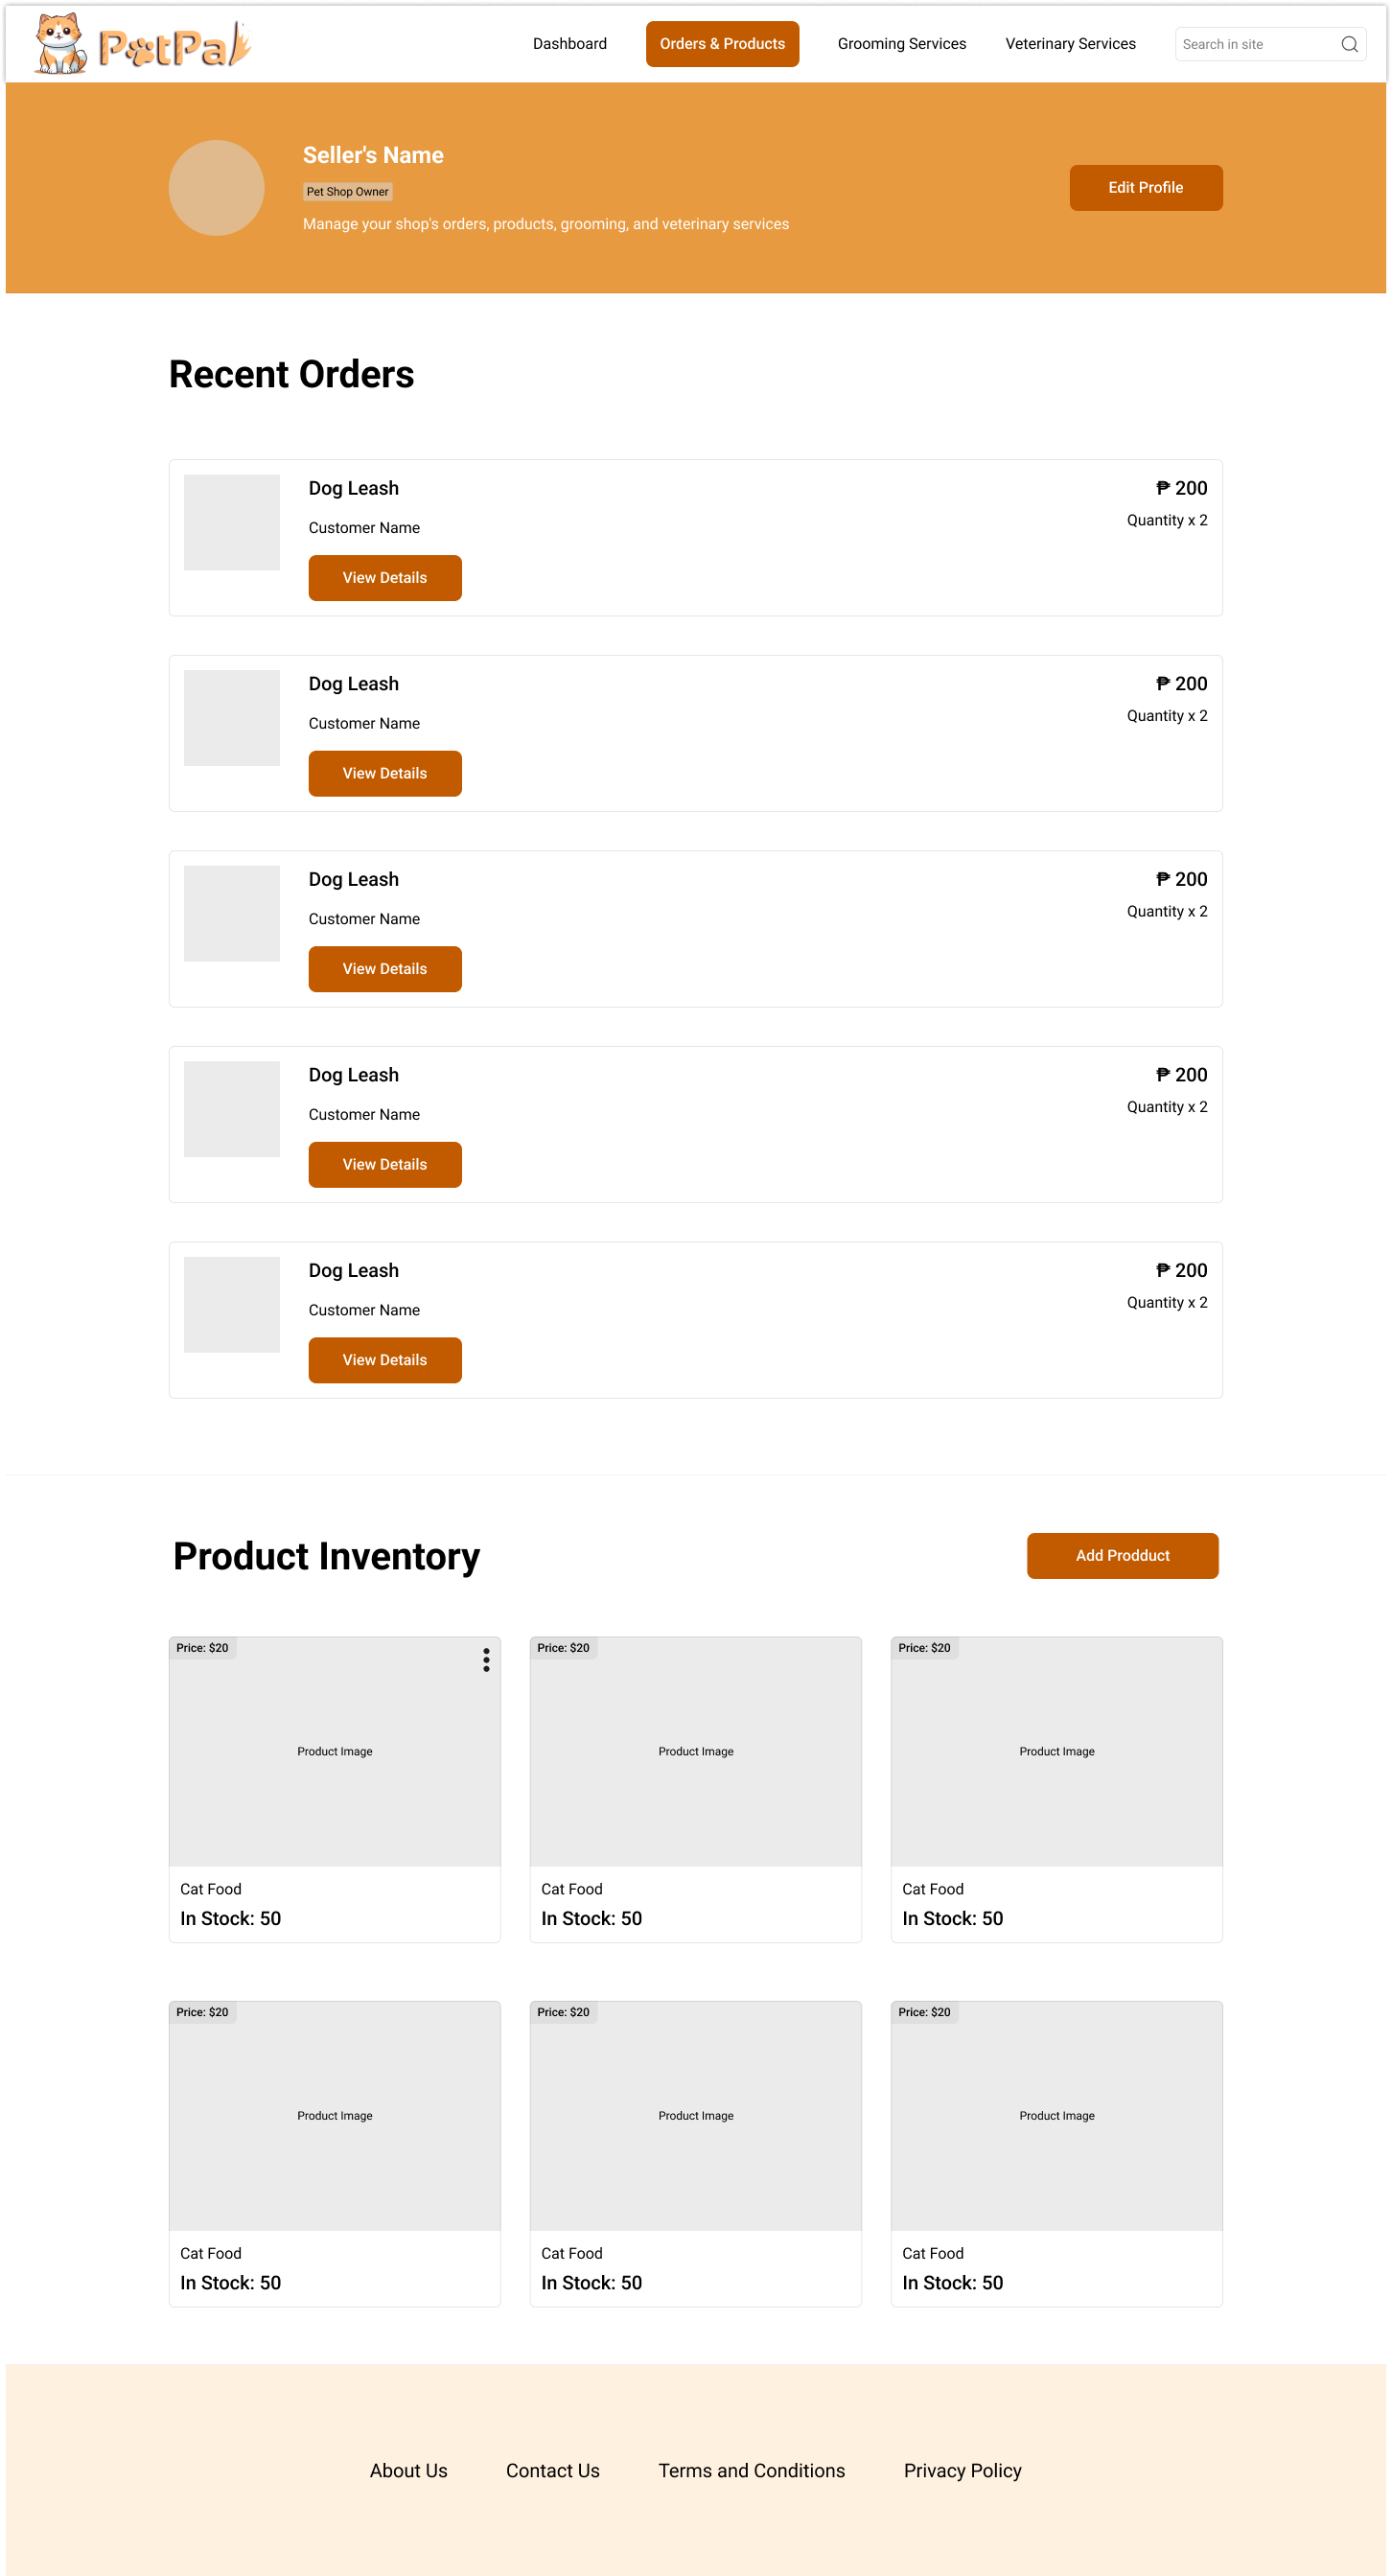 PetPal
Dashboard
Orders & Products
Grooming Services
Veterinary Services
Search in site
Seller's Name
Pet Shop Owner
Manage your shop's orders, products, grooming, and veterinary services
Edit Profile
Recent Orders
Dog Leash
₱ 200
Customer Name
Quantity x 2
View Details
Dog Leash
₱ 200
Customer Name
Quantity x 2
View Details
Dog Leash
₱ 200
Customer Name
Quantity x 2
View Details
Dog Leash
₱ 200
Customer Name
Quantity x 2
View Details
Dog Leash
₱ 200
Customer Name
Quantity x 2
View Details
Product Inventory
Add Prodduct
Price: $20
Product Image
Cat Food
In Stock: 50
Price: $20
Product Image
Cat Food
In Stock: 50
Price: $20
Product Image
Cat Food
In Stock: 50
Price: $20
Product Image
Cat Food
In Stock: 50
Price: $20
Product Image
Cat Food
In Stock: 50
Price: $20
Product Image
Cat Food
In Stock: 50
About Us
Contact Us
Terms and Conditions
Privacy Policy